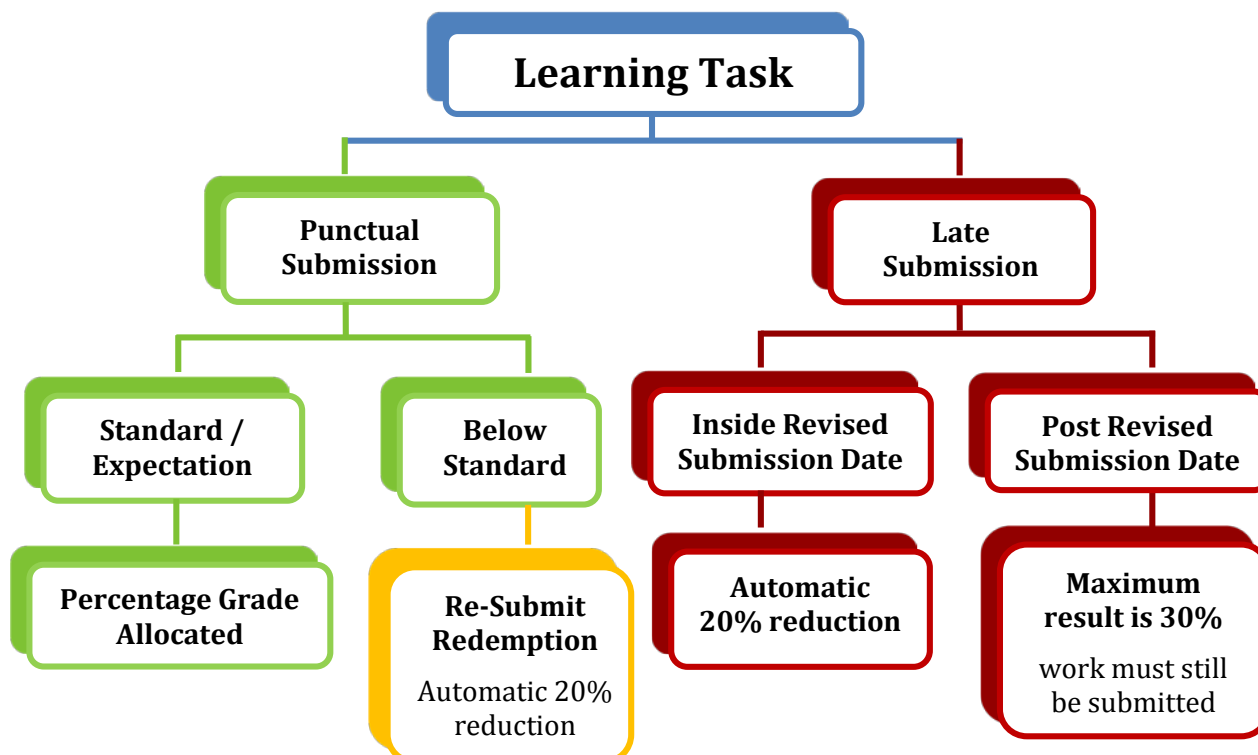 Learning Task
Punctual
Submission
Late
Submission
Standard /
Expectation
Below
Standard
Inside Revised
Submission Date
Post Revised
Submission Date
Percentage Grade
Allocated
Re-Submit
Redemption
Automatic 20%
reduction
Automatic
20% reduction
Maximum
result is 30%
work must still
be submitted